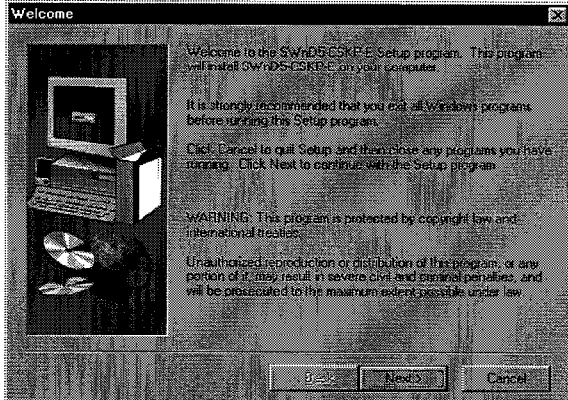 Welcome
Welcome to the SWnD5-CSKP-E Setup program. This program
will install SWnD5-CSKP-E on your computer.
It is strongly recommended that you exit all Windows programs
before running this Setup program.
Click Cancel to quit Setup and then close any programs you have
running. Click Next to continue with the Setup program.
WARNING: This program is protected by copyright law and
international treaties.
Unauthorized reproduction or distribution of this program, or any
portion of it, may result in severe civil and criminal penalties, and
will be prosecuted to the maximum extent possible under law.
< Back
Next >
Cancel